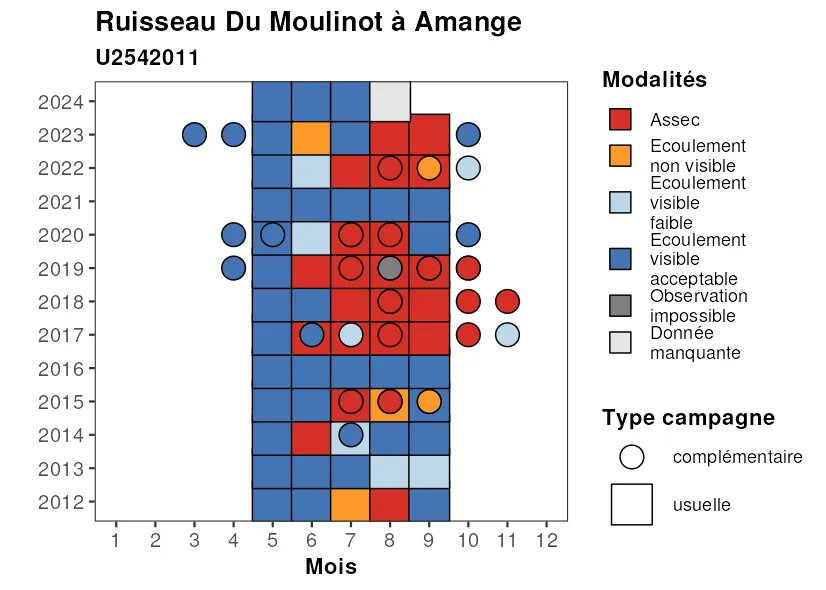 Ruisseau Du Moulinot à Amange
U2542011
2024
2023
2022
2021
2020
2019
2018
2017
2016
2015
2014
2013
2012
1 2 3 4 5 6 7 8 9 10 11 12
Mois
Modalités
Assec
Ecoulement
non visible
Ecoulement
visible
faible
Ecoulement
visible
acceptable
Observation
impossible
Donnée
manquante
Type campagne
complémentaire
usuelle